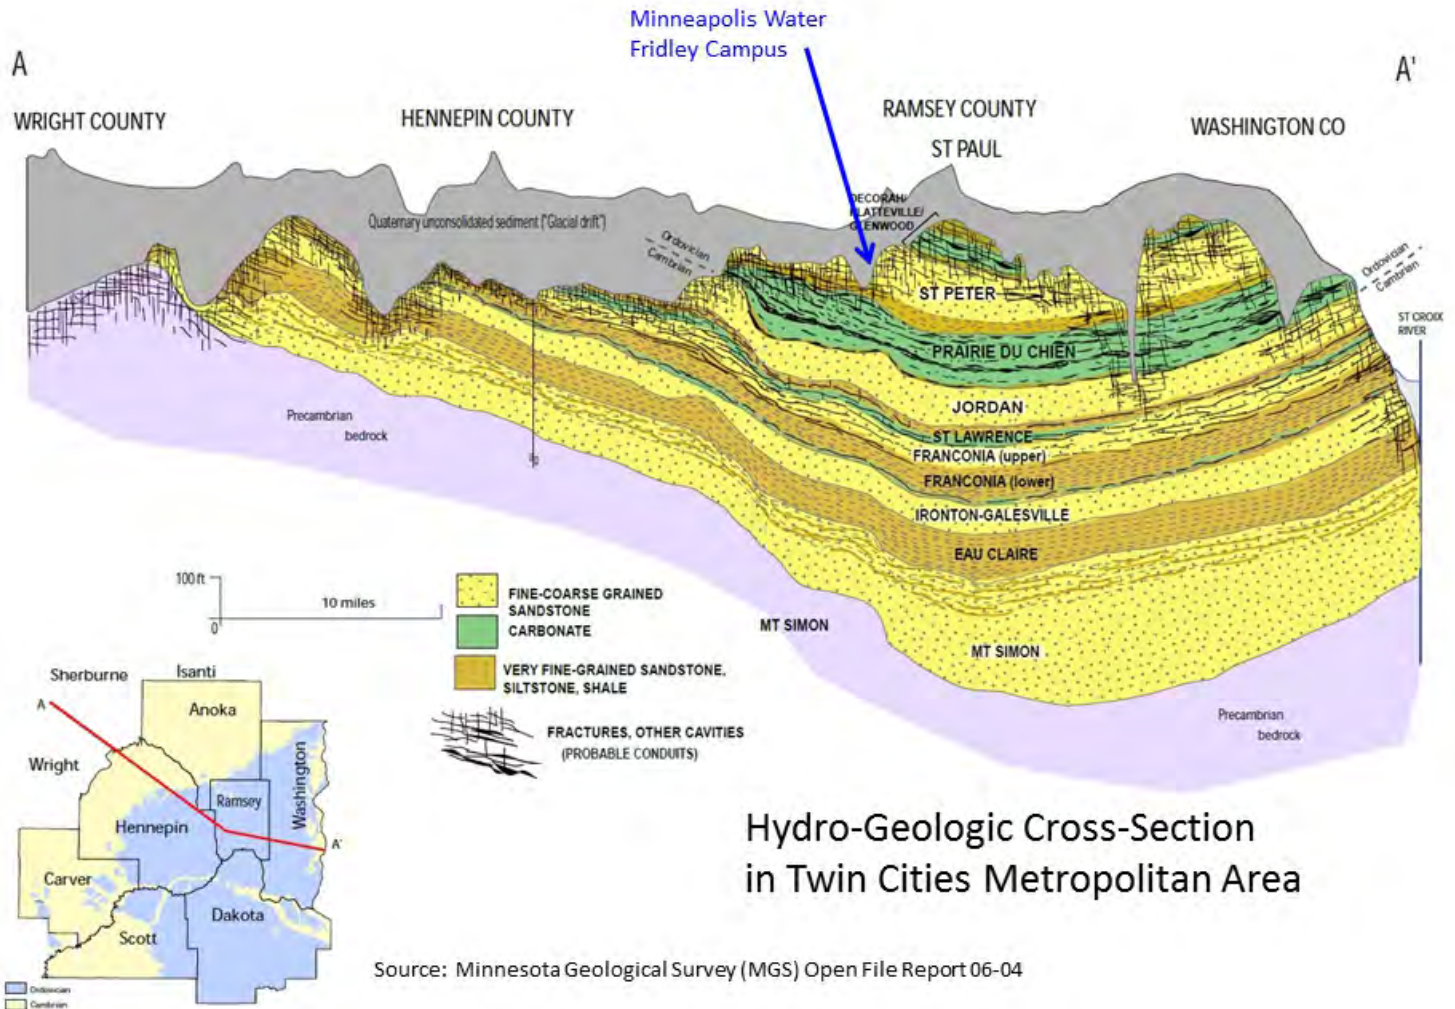 Minneapolis Water
Fridley Campus
A
A'
WRIGHT COUNTY
HENNEPIN COUNTY
RAMSEY COUNTY
ST PAUL
WASHINGTON CO
DECORAH/
PLATTEVILLE/
GLENWOOD
Quaternary unconsolidated sediment ("Glacial drift")
Ordovician
Cambrian
Ordovician
Cambrian
ST CROIX
RIVER
ST PETER
PRAIRIE DU CHIEN
JORDAN
ST LAWRENCE
FRANCONIA (upper)
FRANCONIA (lower)
IRONTON-GALESVILLE
EAU CLAIRE
MT SIMON
MT SIMON
Precambrian
bedrock
Precambrian
bedrock
100 ft
0
10 miles
FINE-COARSE GRAINED
SANDSTONE
CARBONATE
VERY FINE-GRAINED SANDSTONE,
SILTSTONE, SHALE
FRACTURES, OTHER CAVITIES
(PROBABLE CONDUITS)
Sherburne
Isanti
A
Anoka
Wright
Washington
Ramsey
Hennepin
A'
Carver
Dakota
Scott
Ordovician
Cambrian
Hydro-Geologic Cross-Section
in Twin Cities Metropolitan Area
Source: Minnesota Geological Survey (MGS) Open File Report 06-04